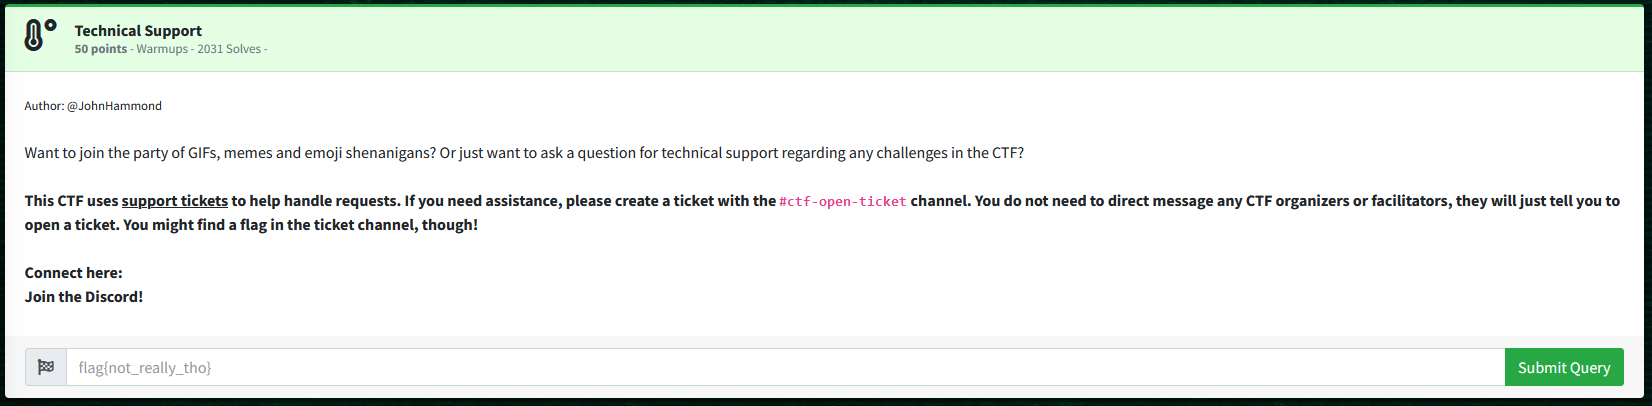 Technical Support
50 points - Warmups - 2031 Solves -
Author: @JohnHammond
Want to join the party of GIFs, memes and emoji shenanigans? Or just want to ask a question for technical support regarding any challenges in the CTF?
This CTF uses support tickets to help handle requests. If you need assistance, please create a ticket with the #ctf-open-ticket channel. You do not need to direct message any CTF organizers or facilitators, they will just tell you to
open a ticket. You might find a flag in the ticket channel, though!
Connect here:
Join the Discord!
flag{not_really_tho}
Submit Query